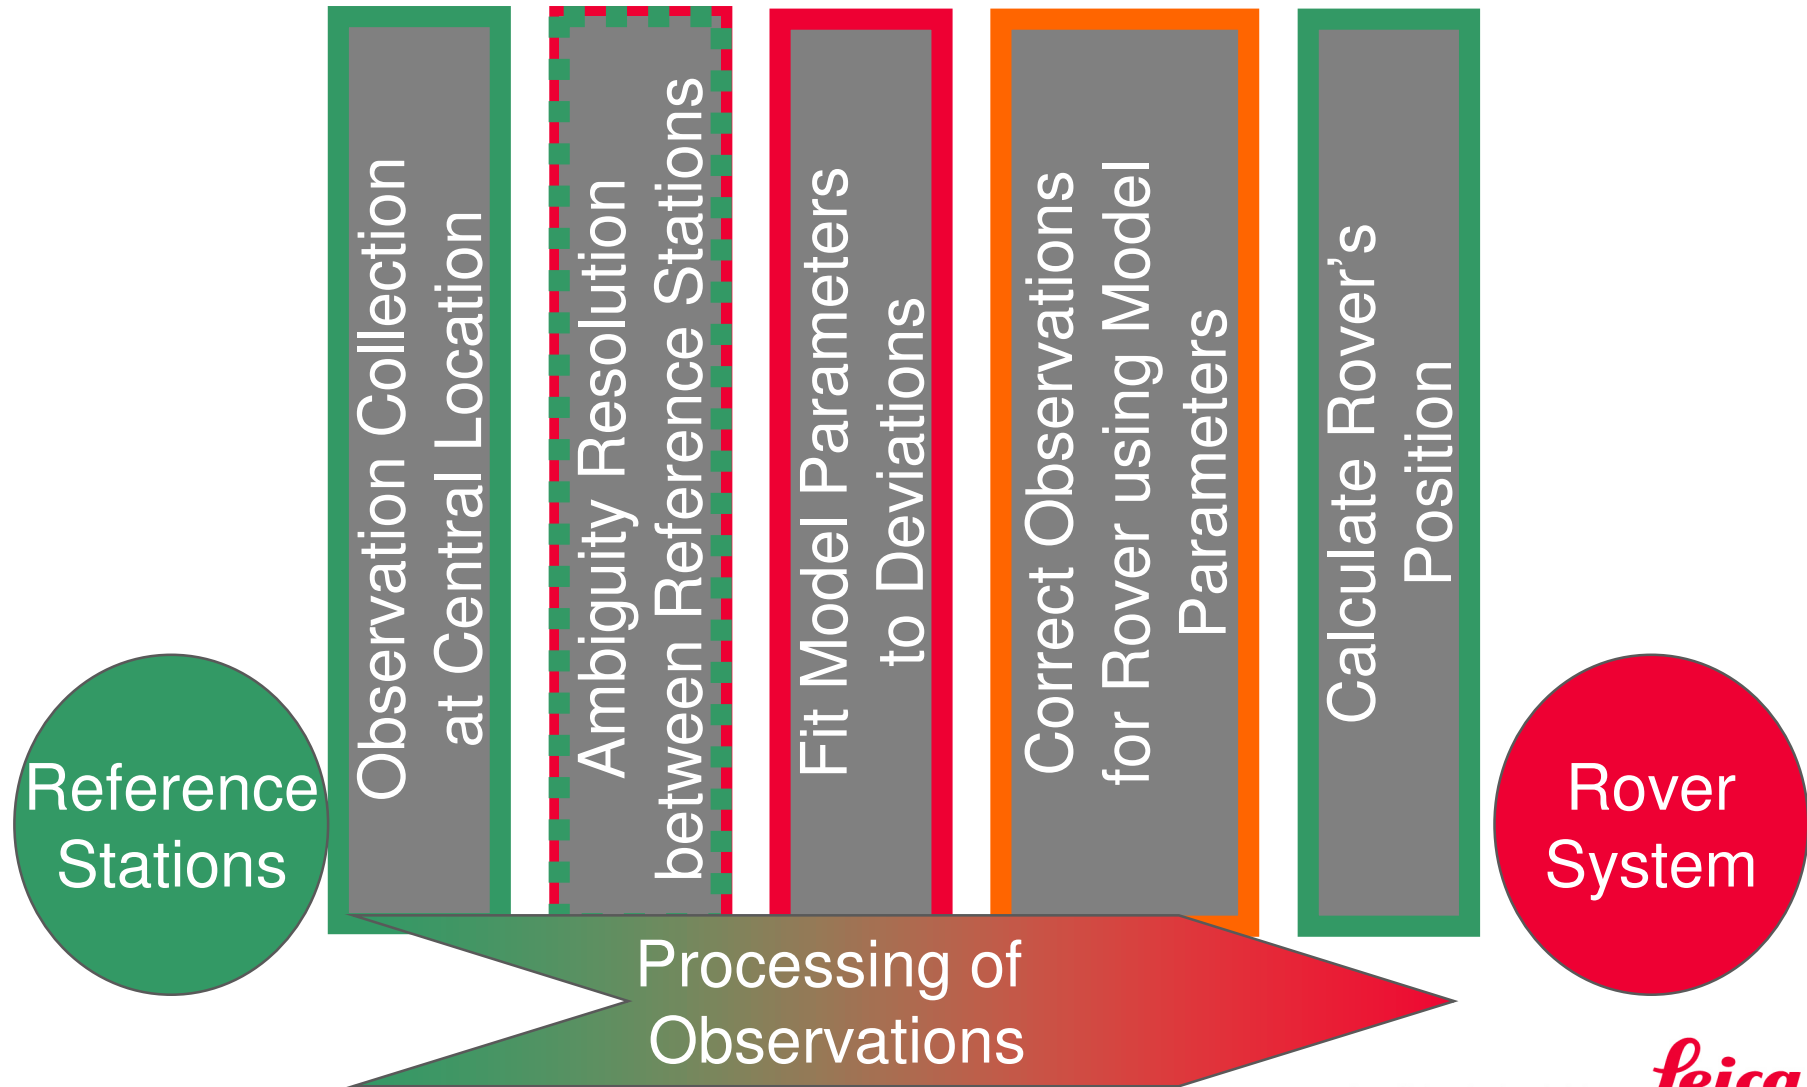 Observation Collection
at Central Location
Ambiguity Resolution
between Reference Stations
Fit Model Parameters
to Deviations
Correct Observations
for Rover using Model
Parameters
Calculate Rover’s
Position
Reference
Stations
Rover
System
Processing of
Observations
Leica